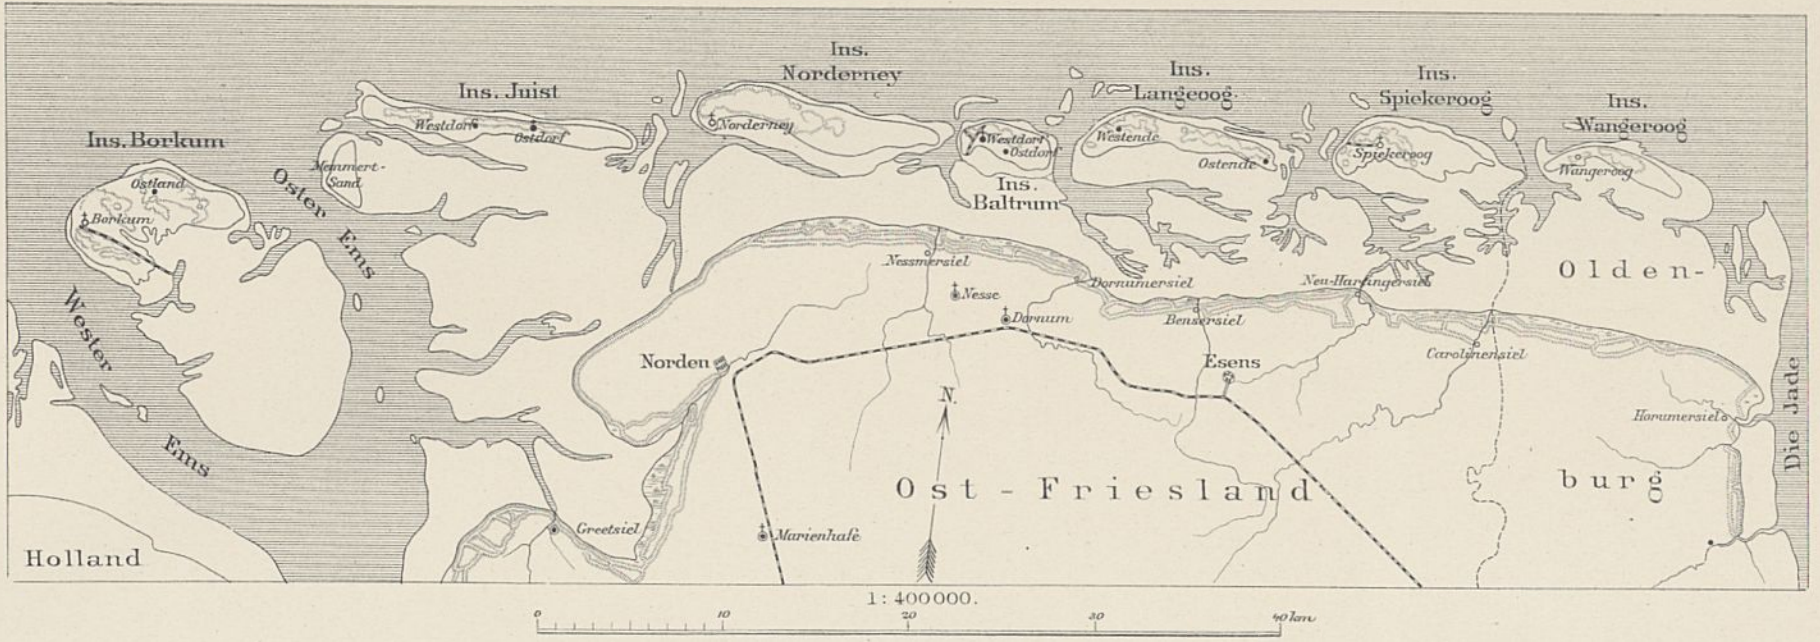 Ins.
Norderney
Ins. Juist
Ins.
Langeoog.
Ins.
Spiekeroog
Ins.
Wangeroog
Ins. Borkum
Westdorf
Ostdorf
Norderney
Westdorf
Ostdorf
Westende
Ostende
Spiekeroog
Wangeroog
Memmert-
Sand
Ostland
Borkum
Ins.
Baltrum
Oster
Ems
Wester
Ems
Nessmersiel
Nesse
Dornum
Dornumersiel
Neu-Harlingersiel
Bensersiel
Carolinensiel
Olden-
burg
Norden
Esens
N.
Horumersiel
Die Jade
Ost - Friesland
Greetsiel
Marienhafe
Holland
1:400000.
0 10 20 30 40 km